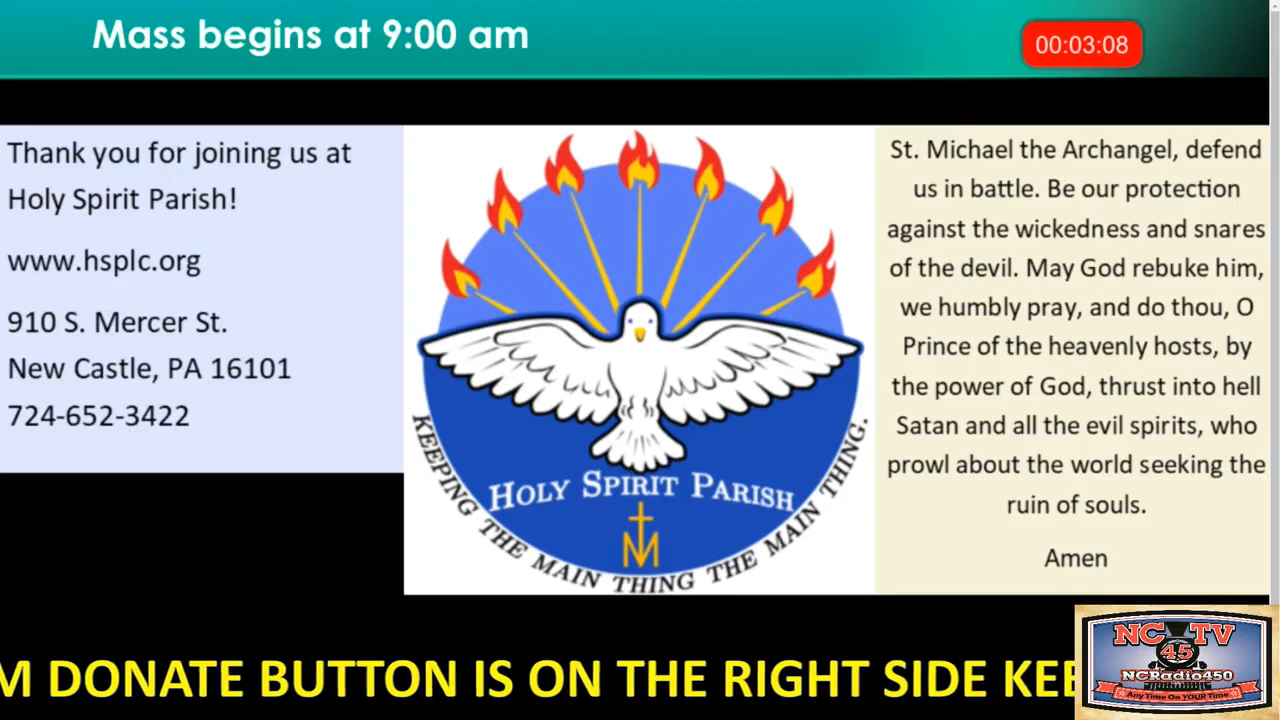 Mass begins at 9:00 am
00:03:08
Thank you for joining us at
Holy Spirit Parish!
www.hsplc.org
910 S. Mercer St.
New Castle, PA 16101
724-652-3422
HOLY SPIRIT PARISH
KEEPING THE MAIN THING THE MAIN THING.
St. Michael the Archangel, defend
us in battle. Be our protection
against the wickedness and snares
of the devil. May God rebuke him,
we humbly pray, and do thou, O
Prince of the heavenly hosts, by
the power of God, thrust into hell
Satan and all the evil spirits, who
prowl about the world seeking the
ruin of souls.
Amen
M DONATE BUTTON IS ON THE RIGHT SIDE KEE
NC TV
45
NCRadio450
Any Time On YOUR Time